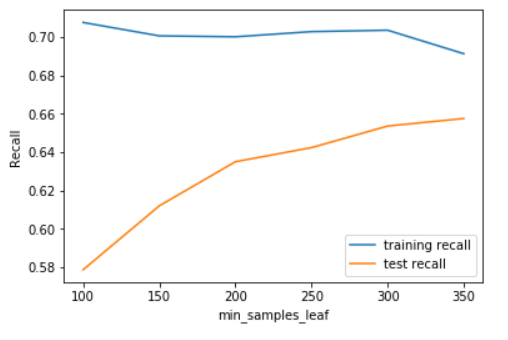 0.70
0.68
0.66
0.64
0.62
0.60
0.58
Recall
training recall
test recall
100 150 200 250 300 350
min_samples_leaf